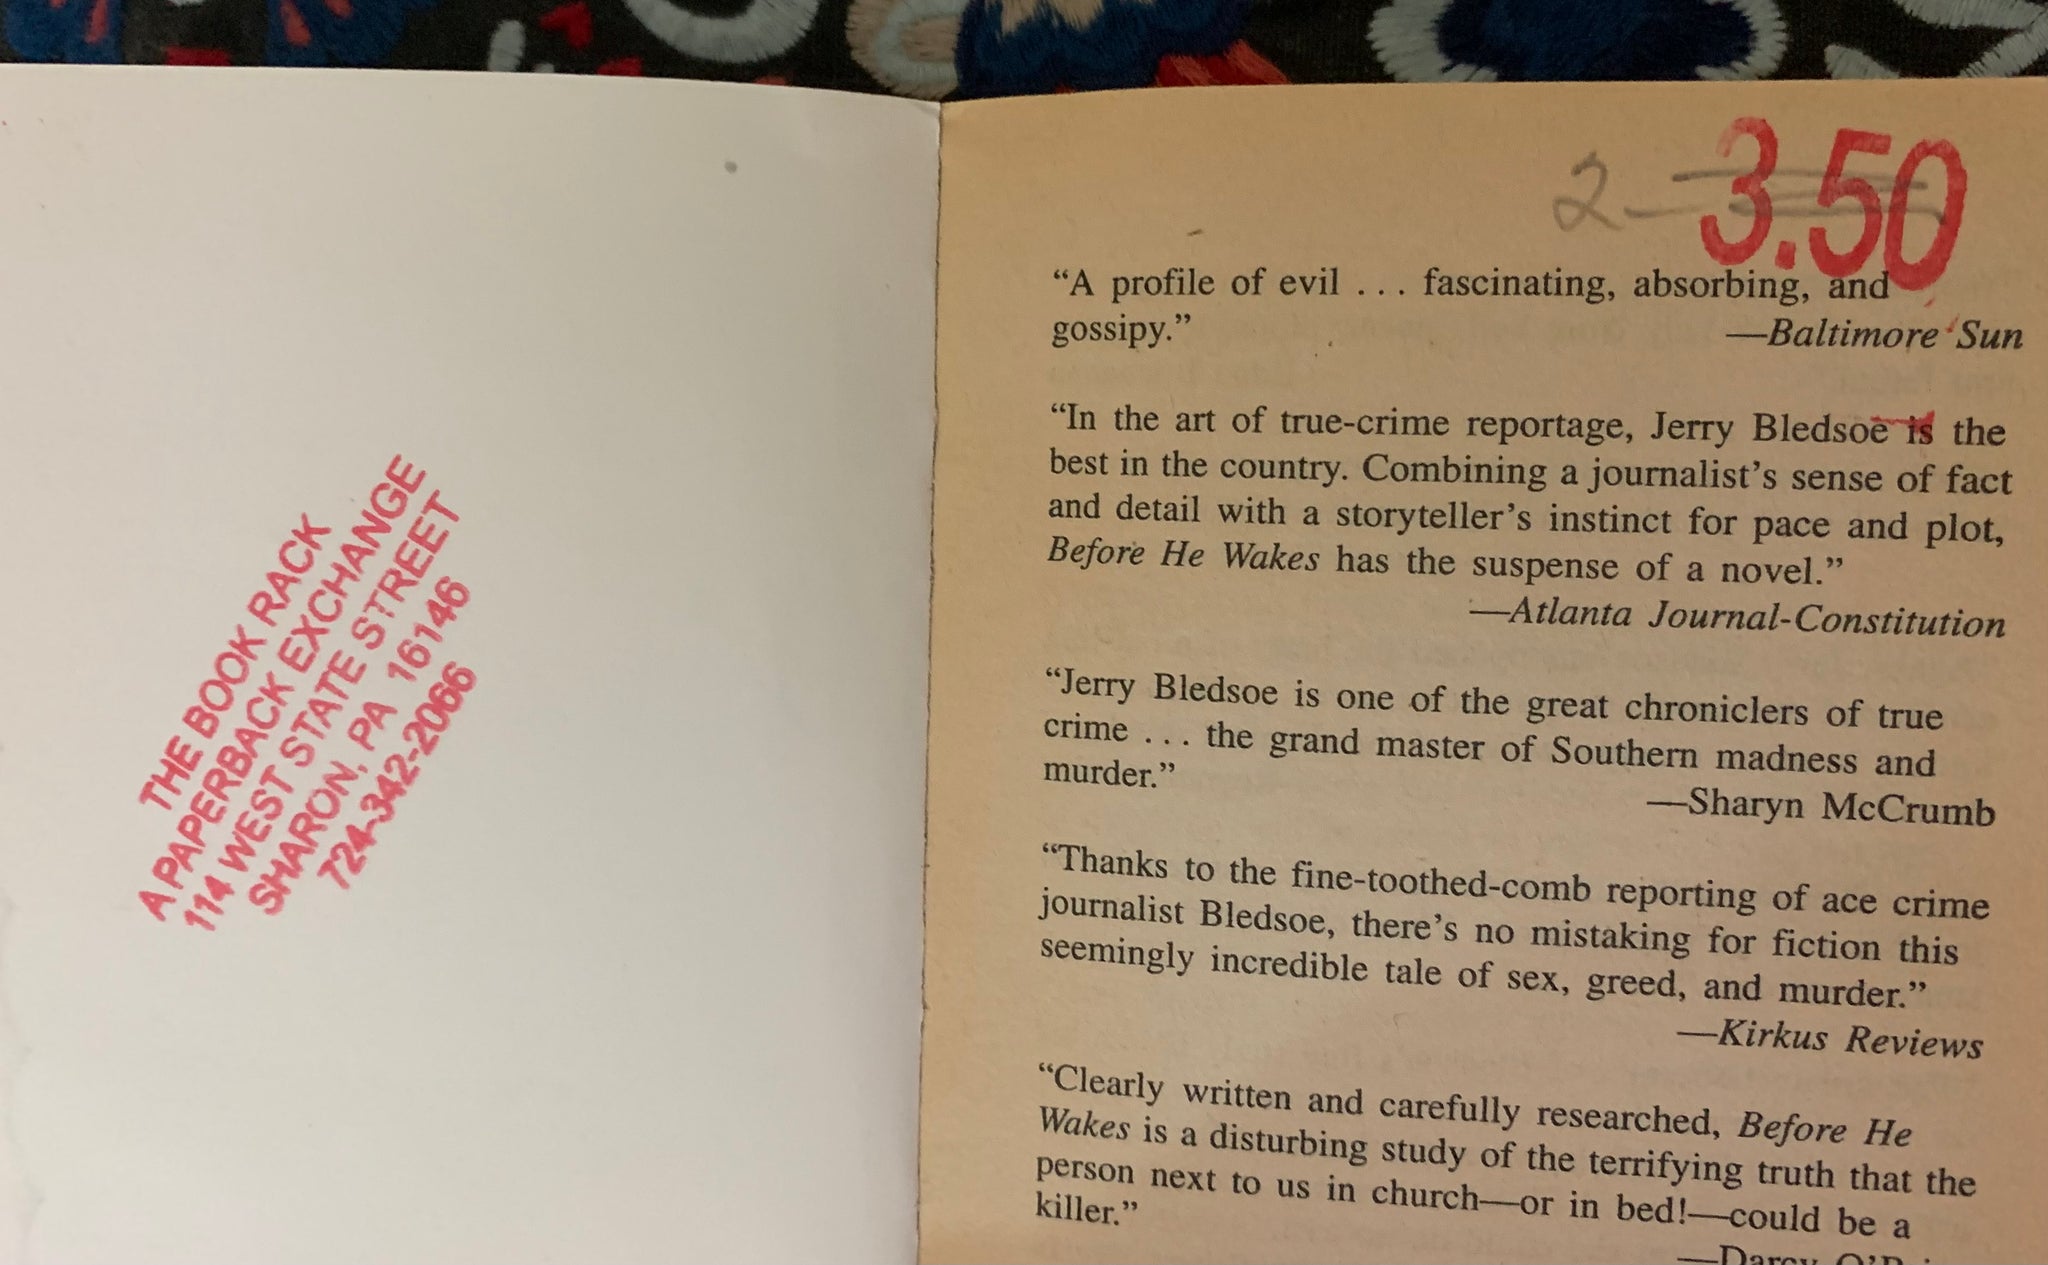 THE BOOK RACK
A PAPERBACK EXCHANGE
114 WEST STATE STREET
SHARON, PA 16146
724-342-2066
2- 3.50
“A profile of evil . . . fascinating, absorbing, and
gossipy.” —Baltimore Sun
“In the art of true-crime reportage, Jerry Bledsoe is the
best in the country. Combining a journalist’s sense of fact
and detail with a storyteller’s instinct for pace and plot,
Before He Wakes has the suspense of a novel.”
—Atlanta Journal-Constitution
“Jerry Bledsoe is one of the great chroniclers of true
crime . . . the grand master of Southern madness and
murder.”
—Sharyn McCrumb
“Thanks to the fine-toothed-comb reporting of ace crime
journalist Bledsoe, there’s no mistaking for fiction this
seemingly incredible tale of sex, greed, and murder.”
—Kirkus Reviews
“Clearly written and carefully researched, Before He
Wakes is a disturbing study of the terrifying truth that the
person next to us in church—or in bed!—could be a
killer.”
—Darcy